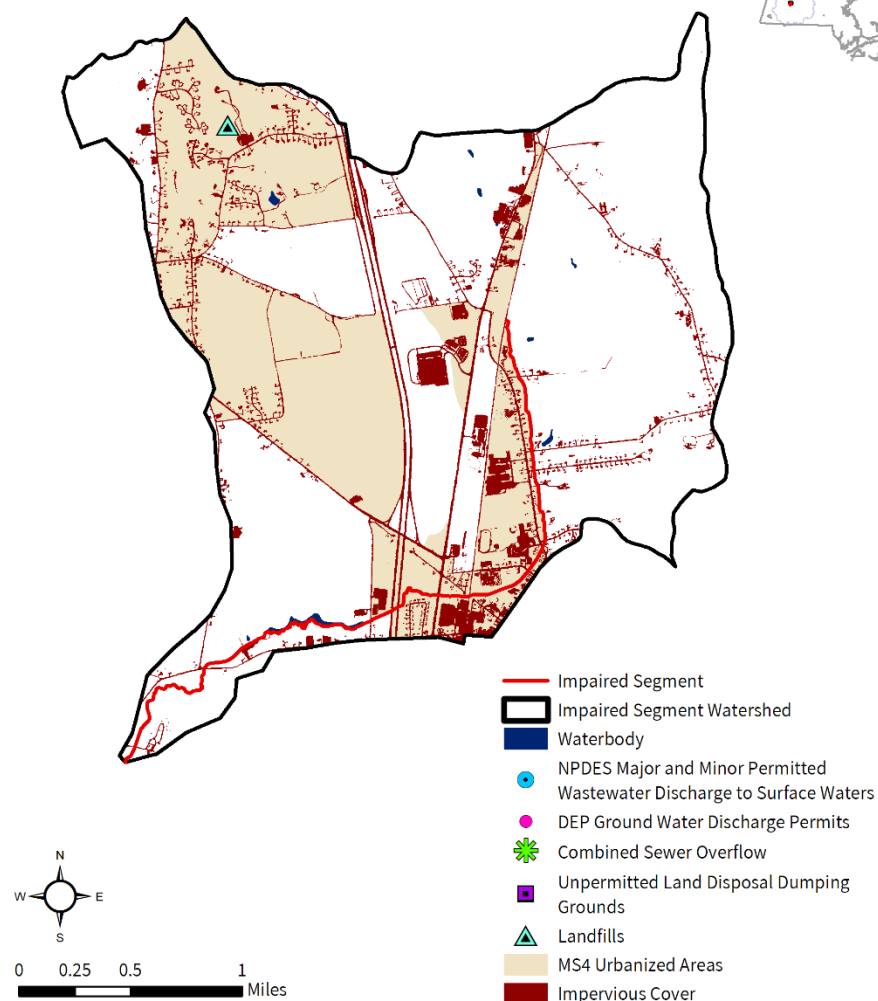 Impaired Segment
Impaired Segment Watershed
Waterbody
NPDES Major and Minor Permitted
Wastewater Discharge to Surface Waters
DEP Ground Water Discharge Permits
Combined Sewer Overflow
Unpermitted Land Disposal Dumping
Grounds
Landfills
MS4 Urbanized Areas
Impervious Cover
N
W E
S
0 0.25 0.5 1
Miles